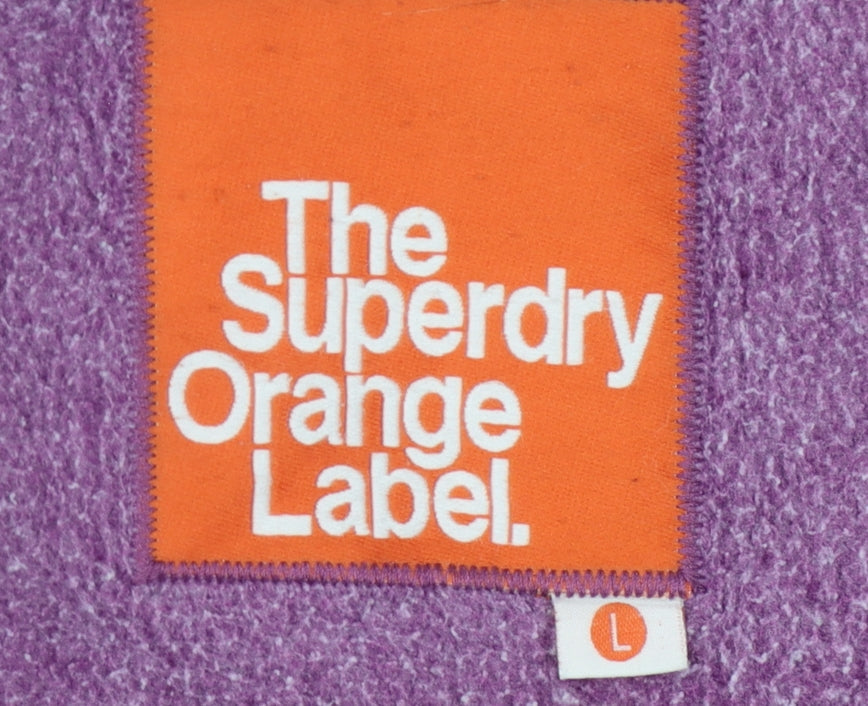 The
Superdry
Orange
Label.
L